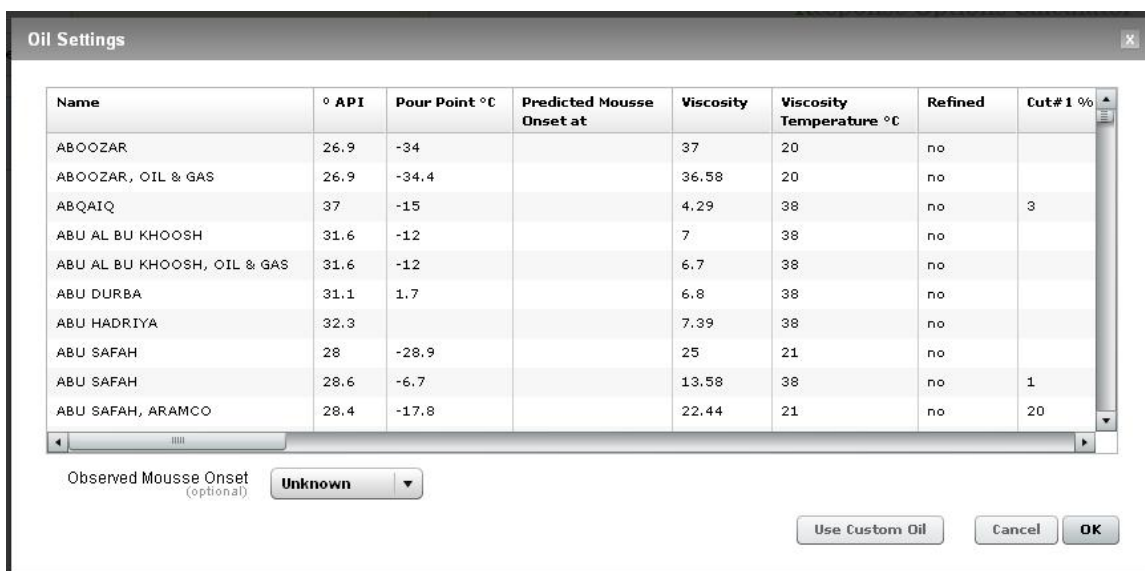 Oil Settings
x
Name ° API Pour Point °C Predicted Mousse Onset at Viscosity Viscosity Temperature °C Refined Cut#1 %
ABOOZAR 26.9 -34 37 20 no
ABOOZAR, OIL & GAS 26.9 -34.4 36.58 20 no
ABQAIQ 37 -15 4.29 38 no 3
ABU AL BU KHOOSH 31.6 -12 7 38 no
ABU AL BU KHOOSH, OIL & GAS 31.6 -12 6.7 38 no
ABU DURBA 31.1 1.7 6.8 38 no
ABU HADRIYA 32.3 7.39 38 no
ABU SAFAH 28 -28.9 25 21 no
ABU SAFAH 28.6 -6.7 13.58 38 no 1
ABU SAFAH, ARAMCO 28.4 -17.8 22.44 21 no 20
Observed Mousse Onset
(optional)
Unknown
Use Custom Oil Cancel OK